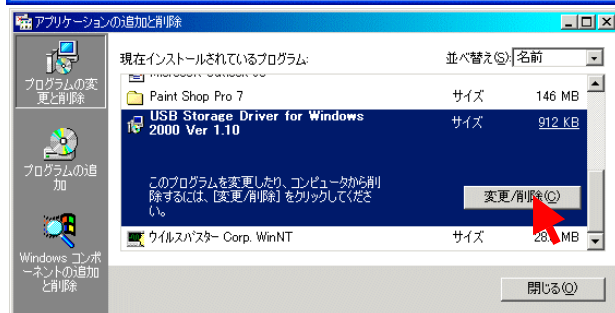 アプリケーションの追加と削除
プログラムの変
更と削除
プログラムの追
加
Windows コンポ
ーネントの追加
と削除
現在インストールされているプログラム:
並べ替え(S): 名前
Paint Shop Pro 7 サイズ 146 MB
USB Storage Driver for Windows サイズ 912 KB
2000 Ver 1.10
このプログラムを変更したり、コンピュータから削
除するには、[変更/削除] をクリックしてくださ
い。
変更/削除(C)
ウイルスバスター Corp. WinNT サイズ MB
閉じる(O)